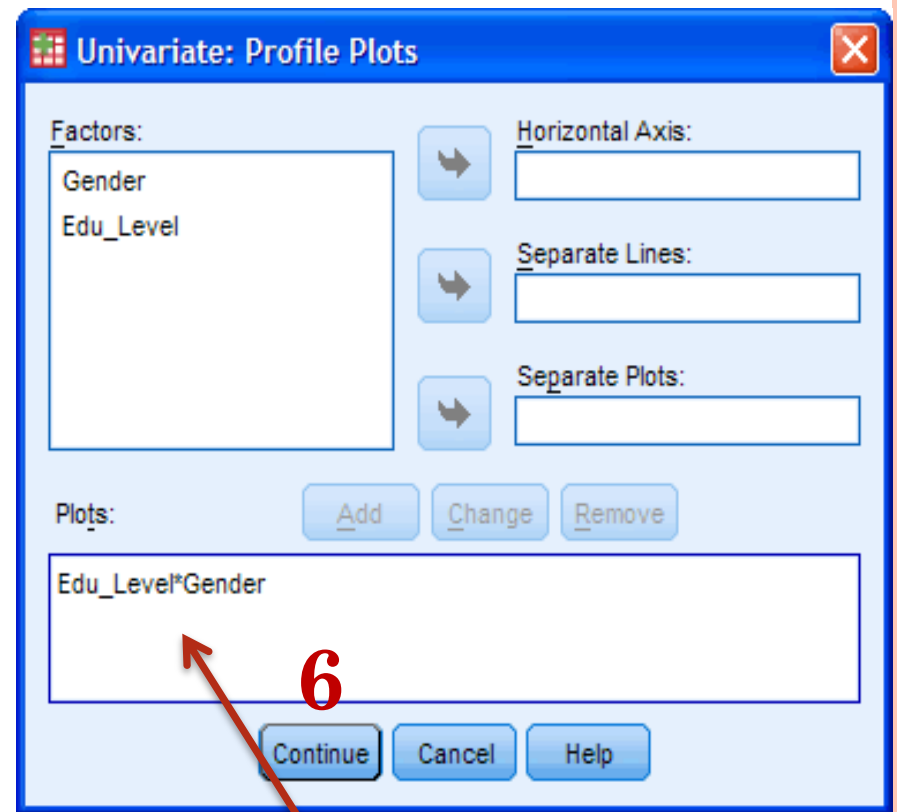 Univariate: Profile Plots
Factors:
Gender
Edu_Level
Horizontal Axis:
Separate Lines:
Separate Plots:
Plots:
Add Change Remove
Edu_Level*Gender
6
Continue Cancel Help